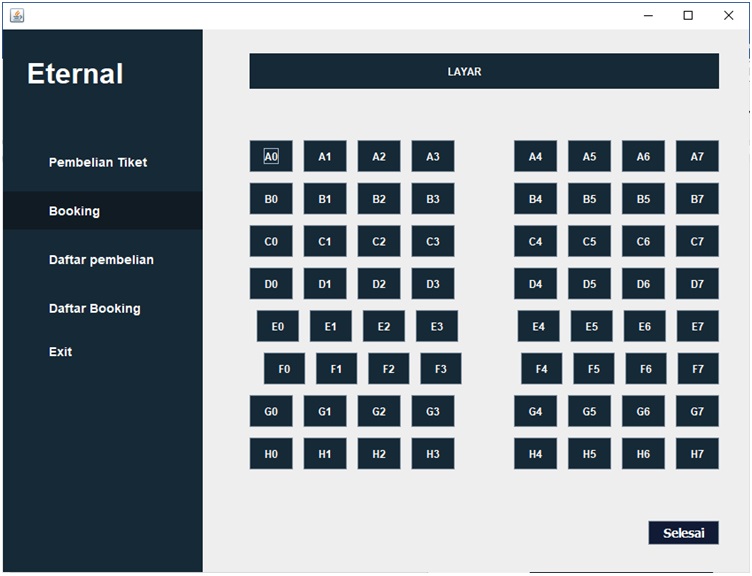 Eternal
Pembelian Tiket
Booking
Daftar pembelian
Daftar Booking
Exit
LAYAR
A0 A1 A2 A3 A4 A5 A6 A7
B0 B1 B2 B3 B4 B5 B5 B7
C0 C1 C2 C3 C4 C5 C6 C7
D0 D1 D2 D3 D4 D5 D6 D7
E0 E1 E2 E3 E4 E5 E6 E7
F0 F1 F2 F3 F4 F5 F6 F7
G0 G1 G2 G3 G4 G5 G6 G7
H0 H1 H2 H3 H4 H5 H6 H7
Selesai